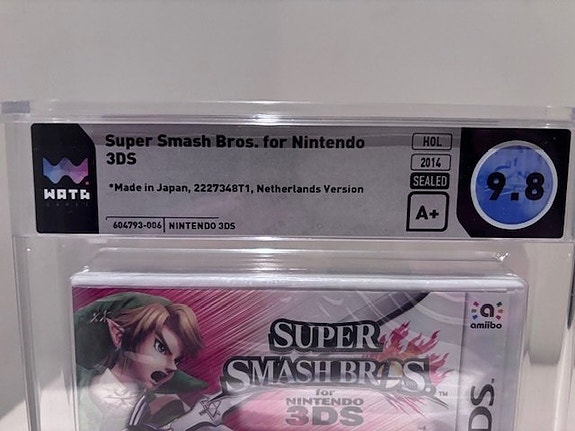 Super Smash Bros. for Nintendo
3DS
*Made in Japan, 2227348T1, Netherlands Version
604793-006 NINTENDO 3DS
HOL
2014
SEALED
A+
9.8
WATA
amiibo
SUPER
SMASH BROS.
TM
for
NINTENDO
3DS
3DS